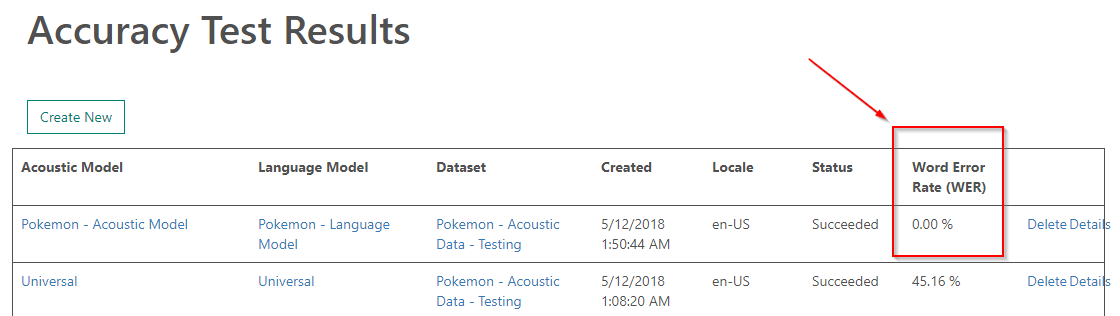 Accuracy Test Results
Create New
Acoustic Model Language Model Dataset Created Locale Status Word Error
Rate (WER)
Pokemon - Acoustic Model Pokemon - Language Pokemon - Acoustic 5/12/2018 en-US Succeeded 0.00 % Delete Details
Model Data - Testing 1:50:44 AM
Universal Universal Pokemon - Acoustic 5/12/2018 en-US Succeeded 45.16 % Delete Details
Data - Testing 1:08:20 AM